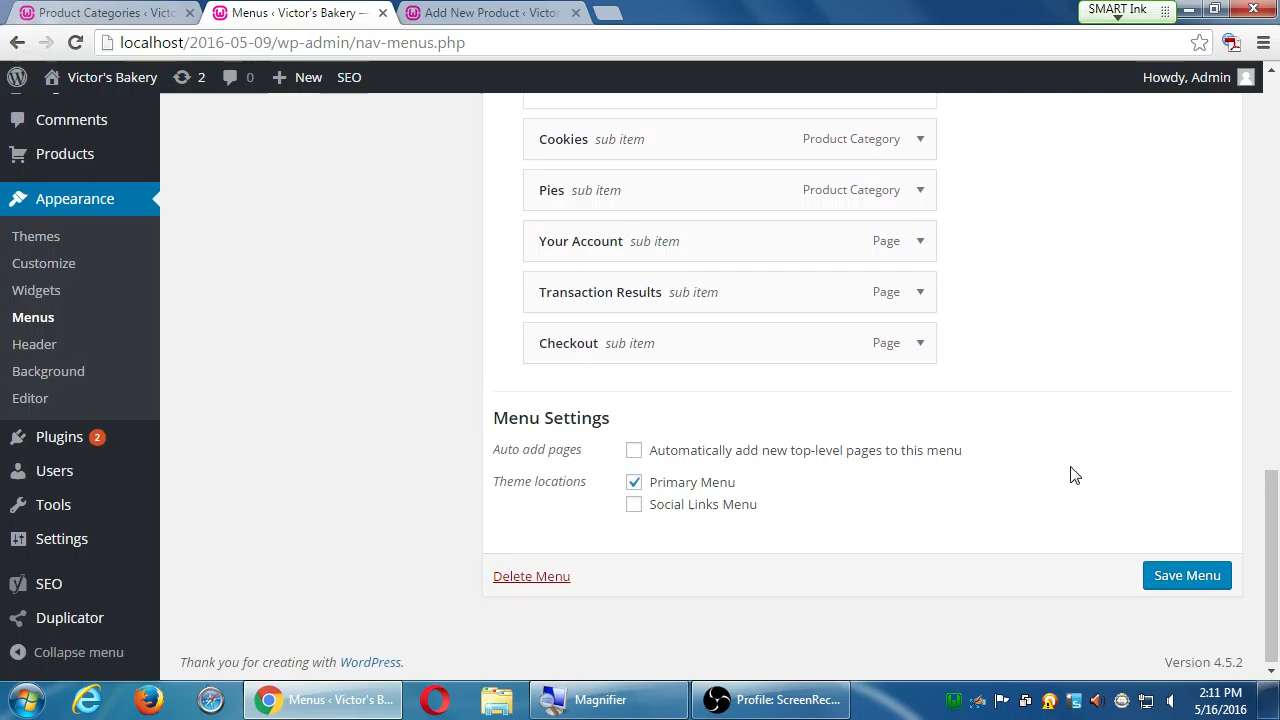 Product Categories ‹ Victo
Menus ‹ Victor's Bakery —
Add New Product ‹ Victor
SMART Ink
localhost/2016-05-09/wp-admin/nav-menus.php
Victor's Bakery
2
0
New
SEO
Howdy, Admin
Comments
Products
Appearance
Themes
Customize
Widgets
Menus
Header
Background
Editor
Plugins 2
Users
Tools
Settings
SEO
Duplicator
Collapse menu
Cookies sub item Product Category
Pies sub item Product Category
Your Account sub item Page
Transaction Results sub item Page
Checkout sub item Page
Menu Settings
Auto add pages Automatically add new top-level pages to this menu
Theme locations Primary Menu
Social Links Menu
Delete Menu
Save Menu
Thank you for creating with WordPress.
Version 4.5.2
Menus ‹ Victor's B...
Magnifier
Profile: ScreenRec...
2:11 PM
5/16/2016